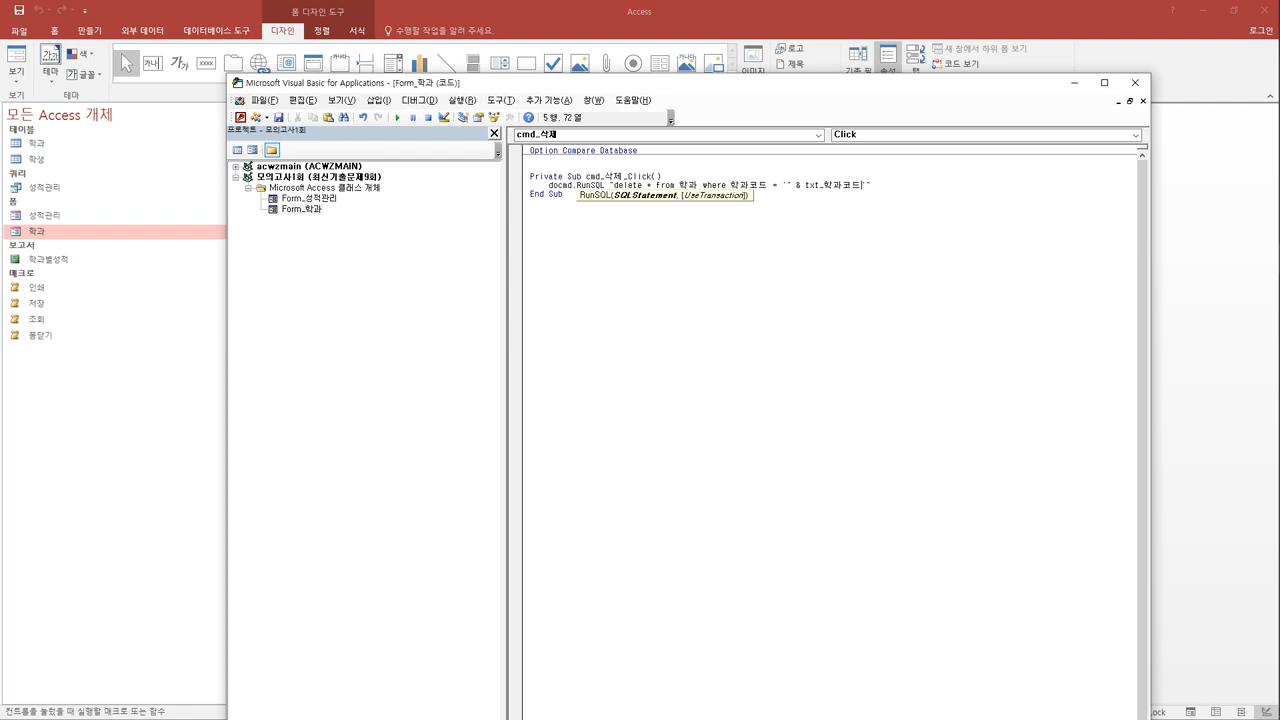 폼 디자인 도구
Access
파일 홈 만들기 외부 데이터 데이터베이스 도구 디자인 정렬 서식 수행할 작업을 알려 주세요. 로그인
보기 테마 색 글꼴 가나 xxxx 로고 제목 새 창에서 하위 폼 보기 코드 보기
보기 테마
Microsoft Visual Basic for Applications - [Form_학과 (코드)]
파일(F) 편집(E) 보기(V) 삽입(I) 디버그(D) 실행(R) 도구(T) 추가 기능(A) 창(W) 도움말(H)
5 행, 72 열
모든 Access 개체
테이블
학과
학생
쿼리
성적관리
폼
성적관리
학과
보고서
학과별성적
매크로
인쇄
저장
조회
폼닫기
프로젝트 - 모의고사1회
acwzmain (ACWZMAIN)
모의고사1회 (최신기출문제9회)
Microsoft Access 클래스 개체
Form_성적관리
Form_학과
cmd_삭제 Click
Option Compare Database
Private Sub cmd_삭제_Click()
docmd.RunSQL "delete * from 학과 where 학과코드 = '" & txt_학과코드'"
End Sub
RunSQL(SQLStatement, [UseTransaction])
컨트롤을 눌렀을 때 실행할 매크로 또는 함수